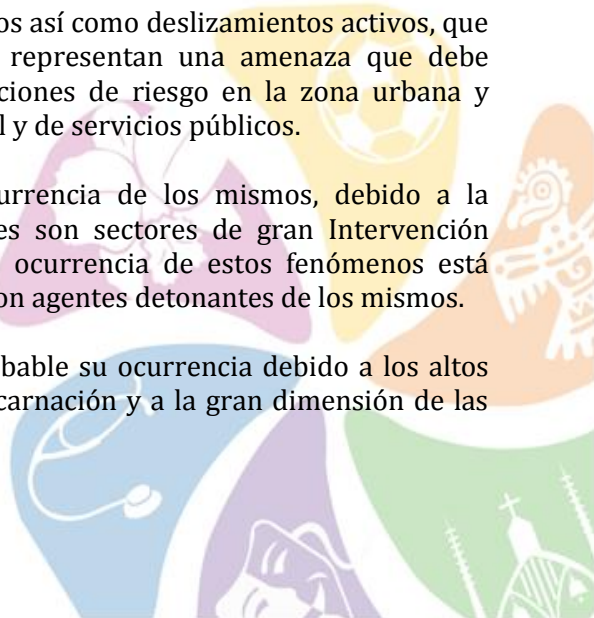 os así como deslizamientos activos, que
representan una amenaza que debe
ciones de riesgo en la zona urbana y
l y de servicios públicos.
urrencia de los mismos, debido a la
es son sectores de gran Intervención
ocurrencia de estos fenómenos está
on agentes detonantes de los mismos.
bable su ocurrencia debido a los altos
carnación y a la gran dimensión de las